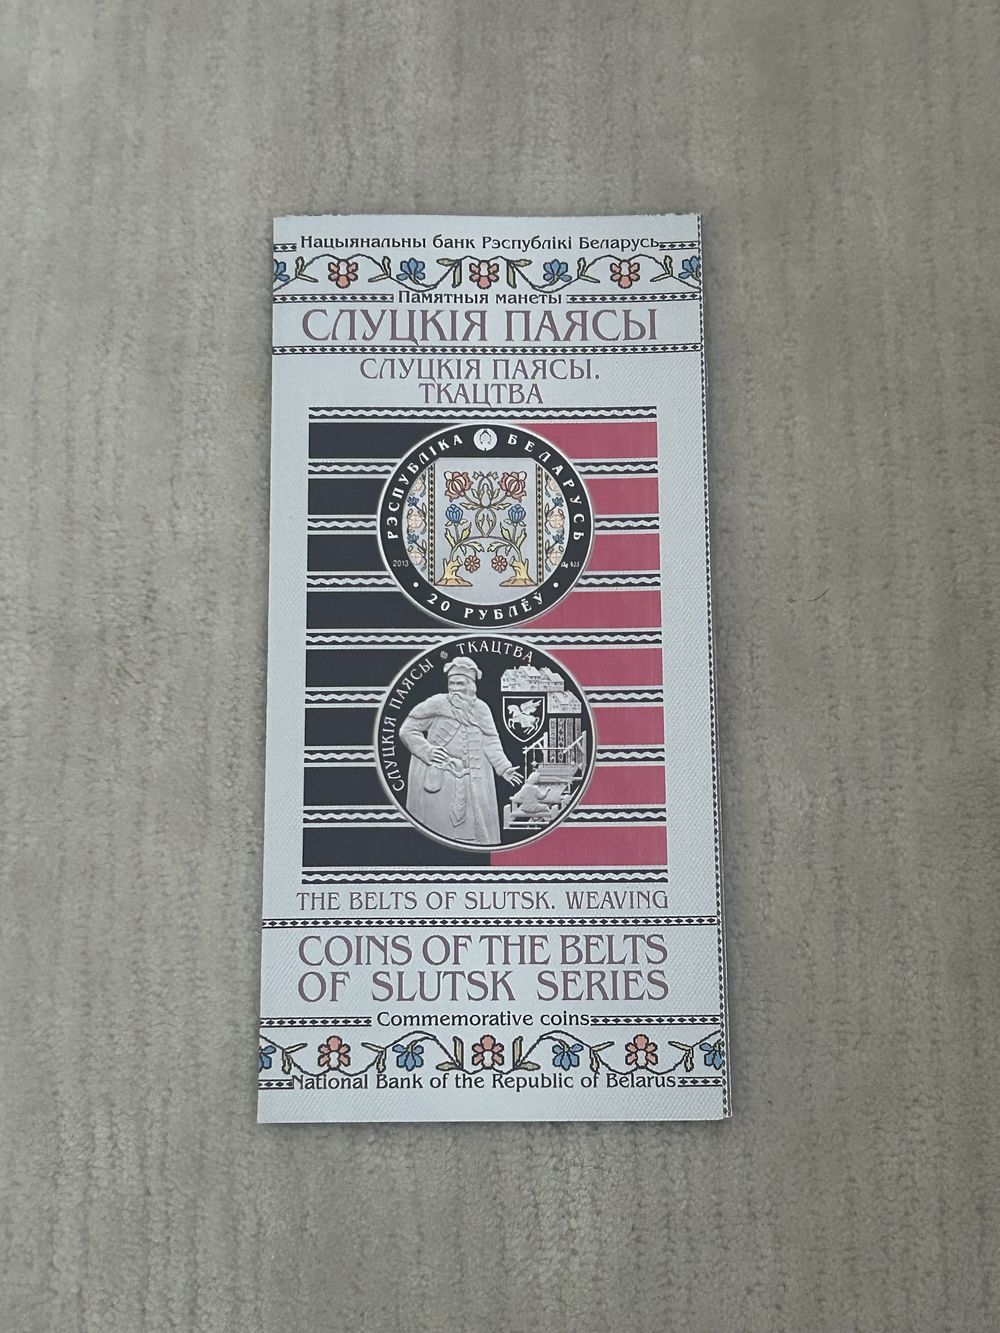 Нацыянальны банк Рэспублікі Беларусь
Памятныя манеты
СЛУЦКІЯ ПАЯСЫ
СЛУЦКІЯ ПАЯСЫ.
ТКАЦТВА
РЭСПУБЛІКА БЕЛАРУСЬ
2013
Ag 925
20 РУБЛЁЎ
СЛУЦКІЯ ПАЯСЫ ТКАЦТВА
THE BELTS OF SLUTSK. WEAVING
COINS OF THE BELTS
OF SLUTSK SERIES
Commemorative coins
National Bank of the Republic of Belarus